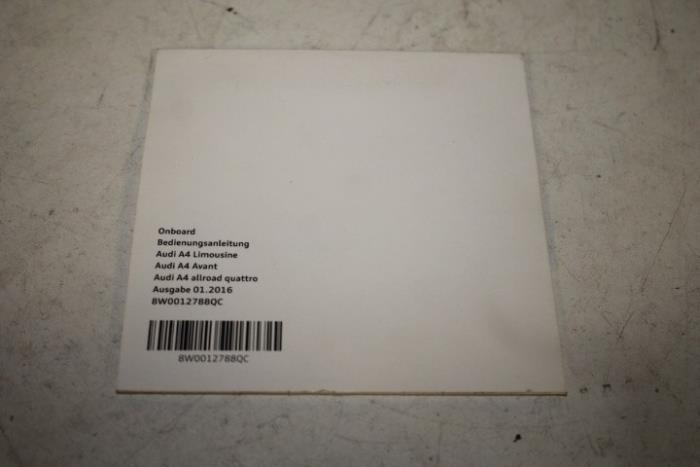 Onboard
Bedienungsanleitung
Audi A4 Limousine
Audi A4 Avant
Audi A4 allroad quattro
Ausgabe 01.2016
8W0012788QC
8W0012788QC